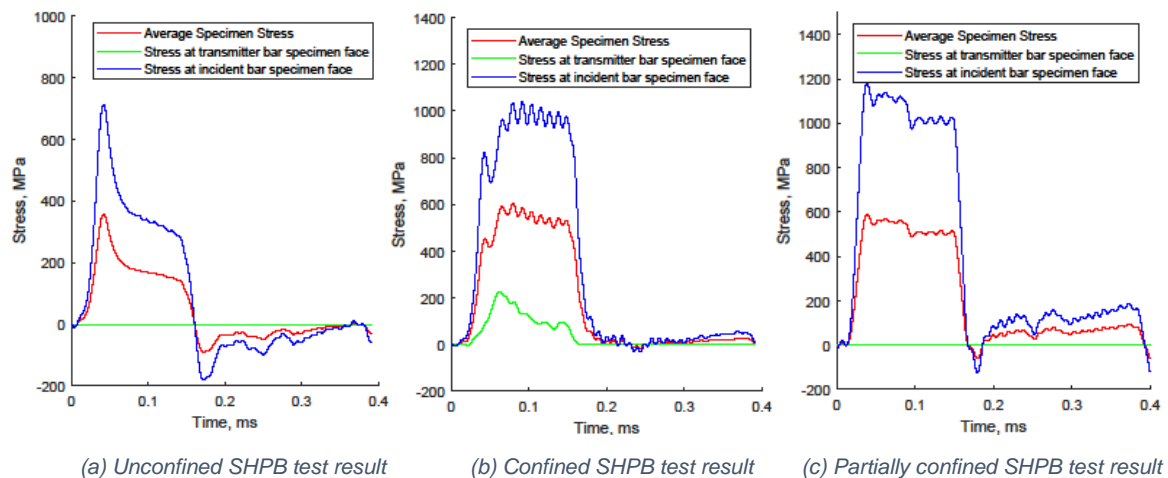 1000
800
600
400
200
0
-200
Stress, MPa
Average Specimen Stress
Stress at transmitter bar specimen face
Stress at incident bar specimen face
0 0.1 0.2 0.3 0.4
Time, ms
(a) Unconfined SHPB test result
1400
1200
1000
800
600
400
200
0
-200
Stress, MPa
Average Specimen Stress
Stress at transmitter bar specimen face
Stress at incident bar specimen face
0 0.1 0.2 0.3 0.4
Time, ms
(b) Confined SHPB test result
1400
1200
1000
800
600
400
200
0
-200
Stress, MPa
Average Specimen Stress
Stress at transmitter bar specimen face
Stress at incident bar specimen face
0 0.1 0.2 0.3 0.4
Time, ms
(c) Partially confined SHPB test result